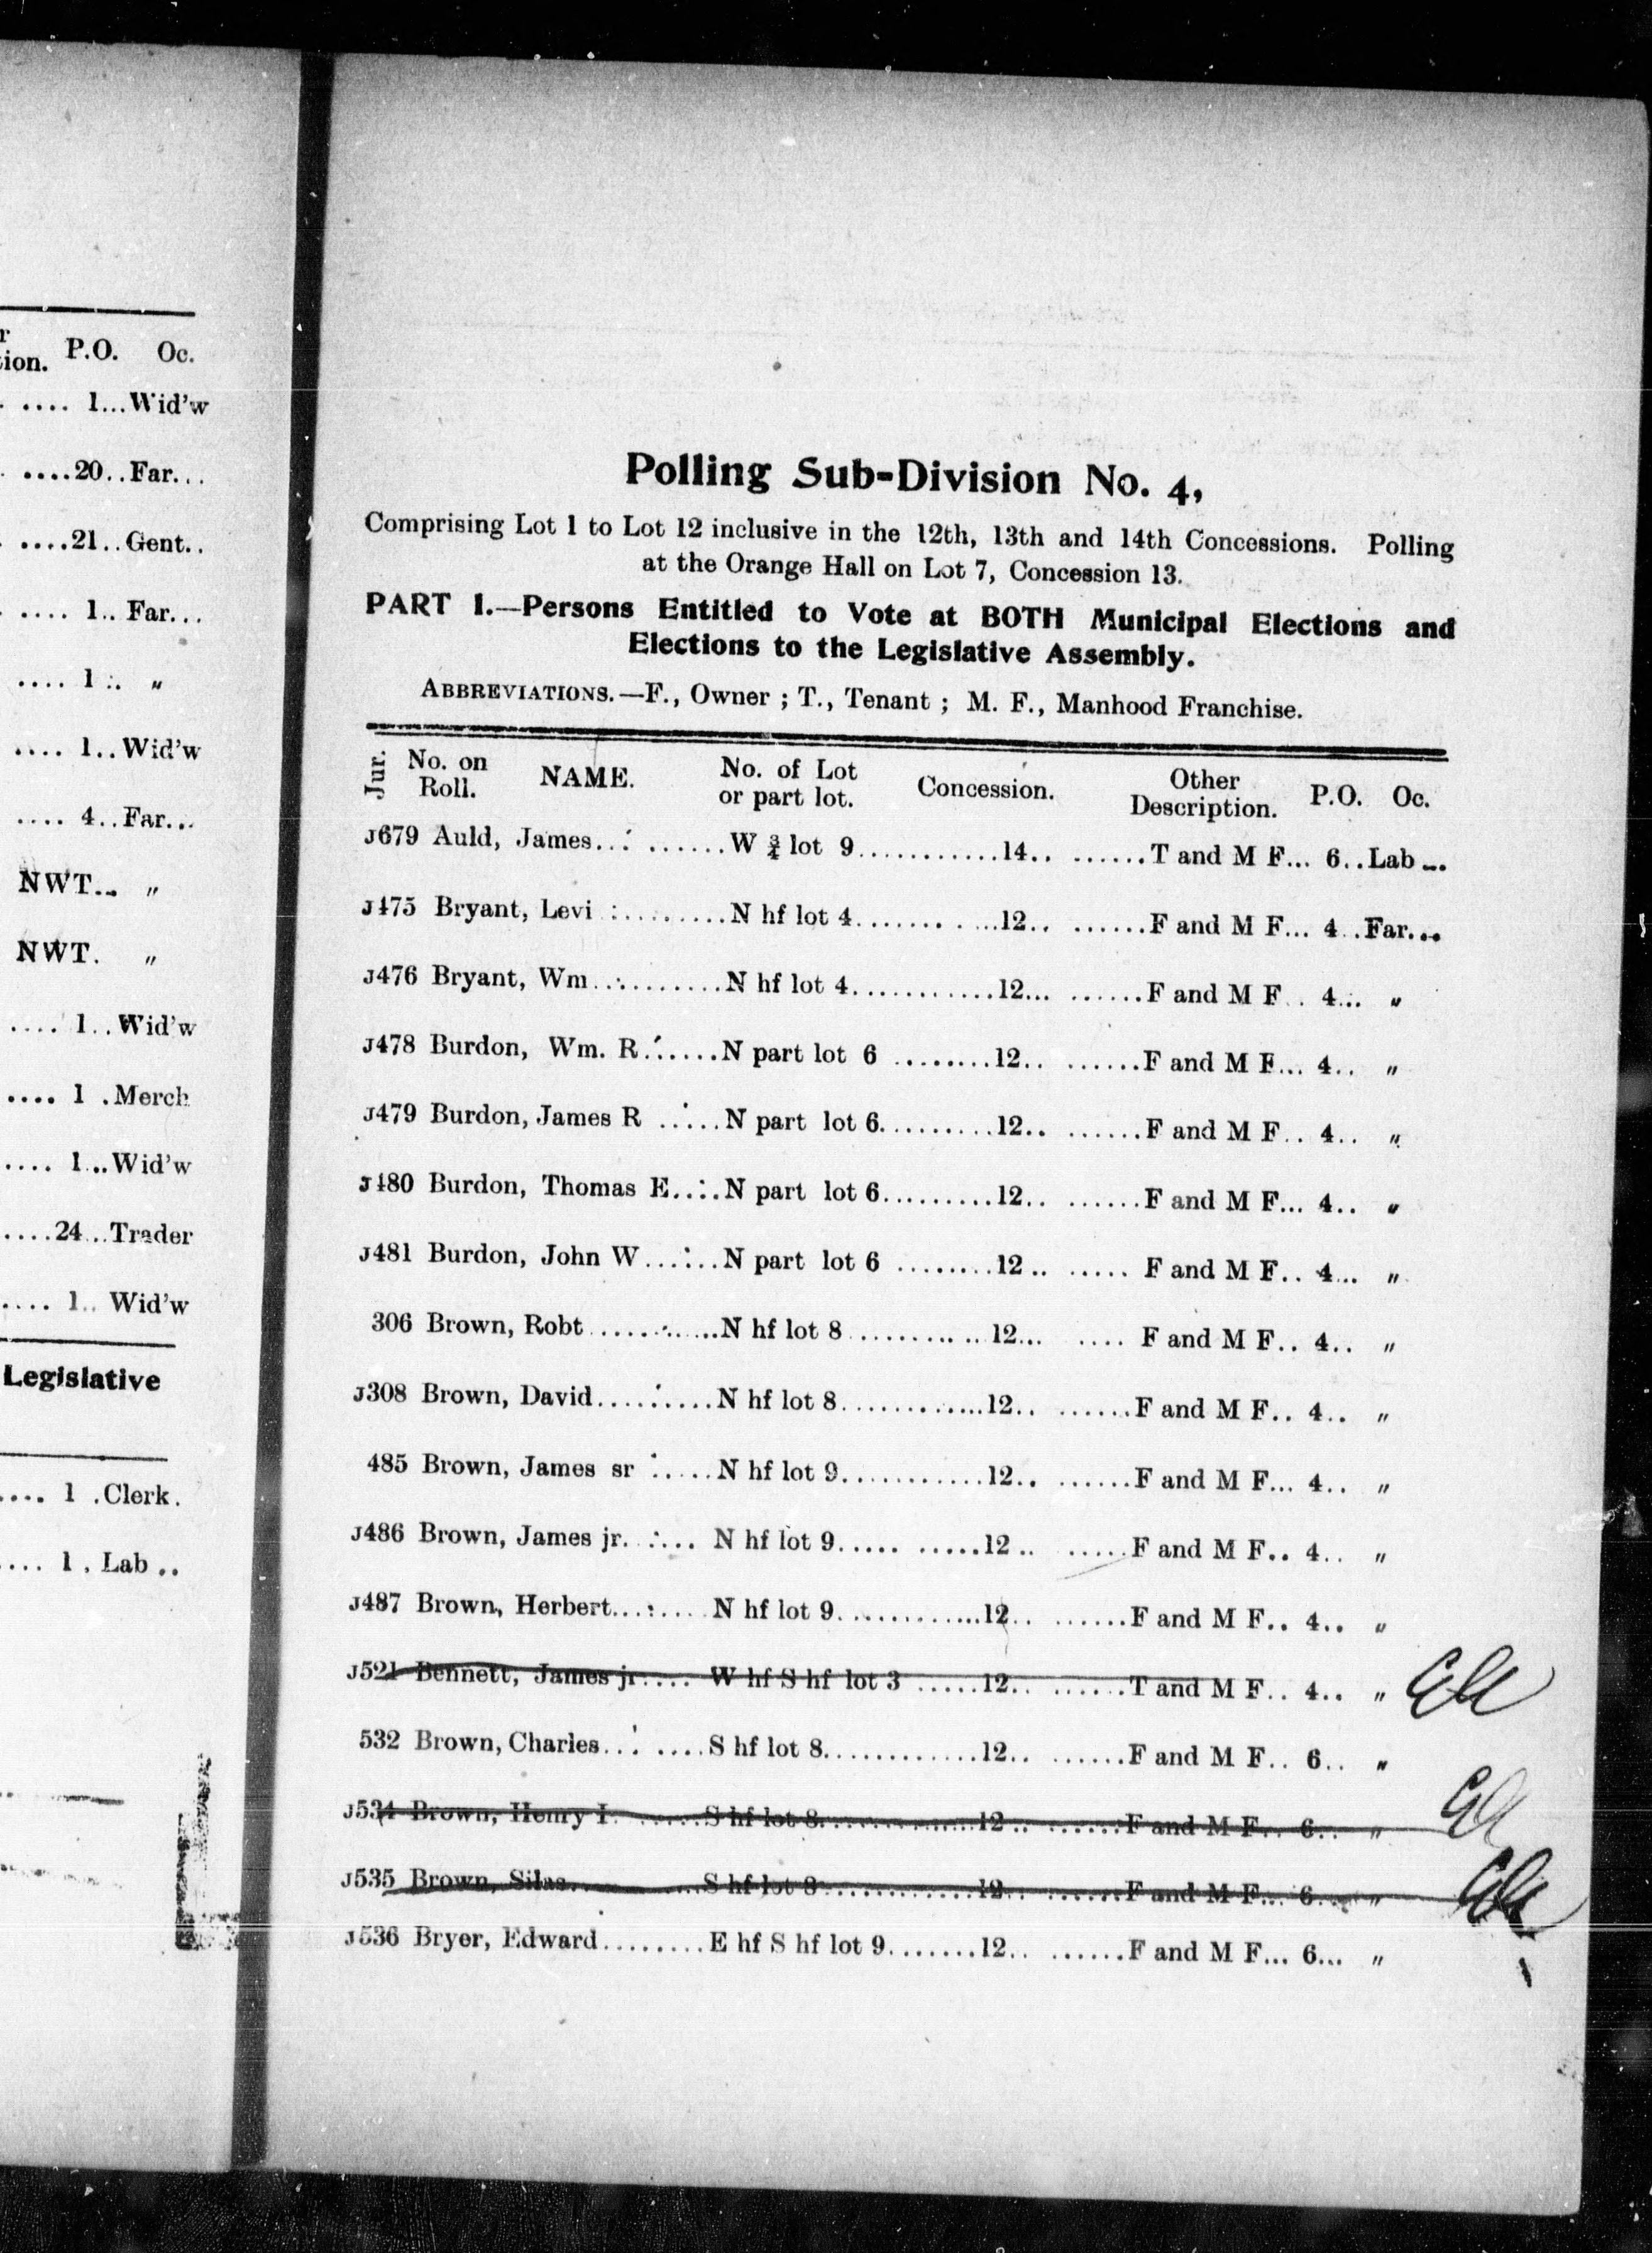 r
tion. P.O. Oc.
.... 1...Wid'w
....20..Far...
....21..Gent..
.... 1.. Far...
.... 1 :. "
.... 1..Wid'w
.... 4..Far...
NWT... "
NWT. "
.... 1..Wid'w
.... 1 .Merch
.... 1...Wid'w
....24...Trader
.... 1.. Wid'w
Legislative
.... 1 .Clerk.
.... 1 . Lab ..
Polling Sub-Division No. 4,
Comprising Lot 1 to Lot 12 inclusive in the 12th, 13th and 14th Concessions. Polling
at the Orange Hall on Lot 7, Concession 13.
PART I.—Persons Entitled to Vote at BOTH Municipal Elections and
Elections to the Legislative Assembly.
ABBREVIATIONS.—F., Owner ; T., Tenant ; M. F., Manhood Franchise.
Jur. No. on Roll. NAME. No. of Lot or part lot. Concession. Other Description. P.O. Oc.
J679 Auld, James... ......W ¾ lot 9............14.. ......T and M F... 6..Lab...
J475 Bryant, Levi .........N hf lot 4............12.. ......F and M F... 4..Far...
J476 Bryant, Wm...........N hf lot 4............12... ......F and M F.. 4... "
J478 Burdon, Wm. R.......N part lot 6 ........12.. ......F and M F... 4.. "
J479 Burdon, James R .....N part lot 6..........12.. ......F and M F.. 4.. "
J480 Burdon, Thomas E.....N part lot 6..........12.. ......F and M F... 4.. "
J481 Burdon, John W......N part lot 6 ........12.. ..... F and M F.. 4... "
306 Brown, Robt...........N hf lot 8............12... .... F and M F.. 4.. "
J308 Brown, David.........N hf lot 8.............12.. ......F and M F.. 4.. "
485 Brown, James sr .....N hf lot 9............12.. ......F and M F... 4.. "
J486 Brown, James jr. .... N hf lot 9..... ......12.. .....F and M F.. 4.. "
J487 Brown, Herbert........ N hf lot 9............12.. ......F and M F.. 4.. "
J521 Bennett, James jr.... W hf S hf lot 3 .....12.. ......T and M F.. 4.. "
532 Brown, Charles... ....S hf lot 8............12.. ......F and M F.. 6.. "
J534 Brown, Henry I. ......S hf lot 8............12.. ......F and M F.. 6.. "
J535 Brown, Silas...........S hf lot 8............12.. ......F and M F... 6... "
J536 Bryer, Edward.........E hf S hf lot 9.......12.. ......F and M F... 6... "